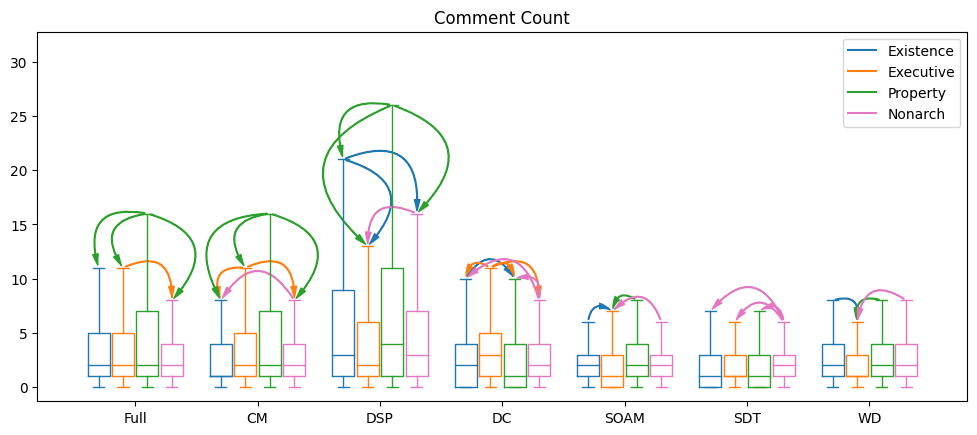 Comment Count
30
25
20
15
10
5
0
Existence
Executive
Property
Nonarch
Full CM DSP DC SOAM SDT WD